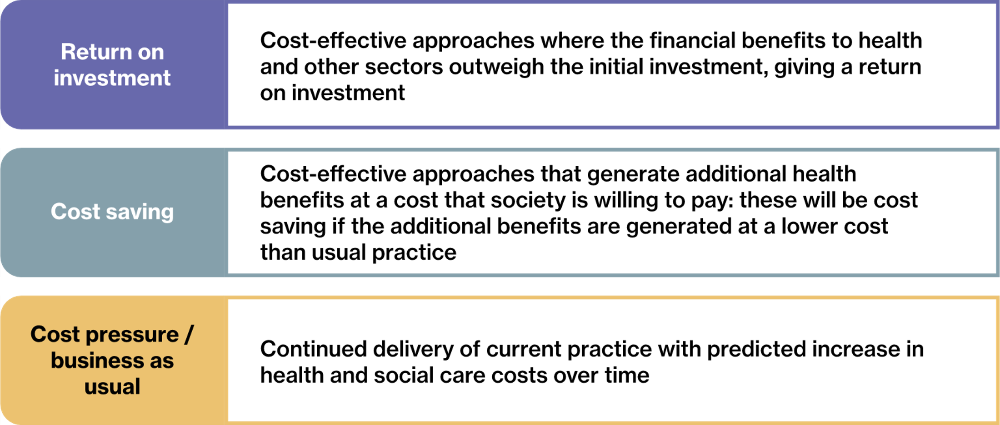 Return on
investment
Cost-effective approaches where the financial benefits to health
and other sectors outweigh the initial investment, giving a return
on investment
Cost saving
Cost-effective approaches that generate additional health
benefits at a cost that society is willing to pay: these will be cost
saving if the additional benefits are generated at a lower cost
than usual practice
Cost pressure /
business as
usual
Continued delivery of current practice with predicted increase in
health and social care costs over time